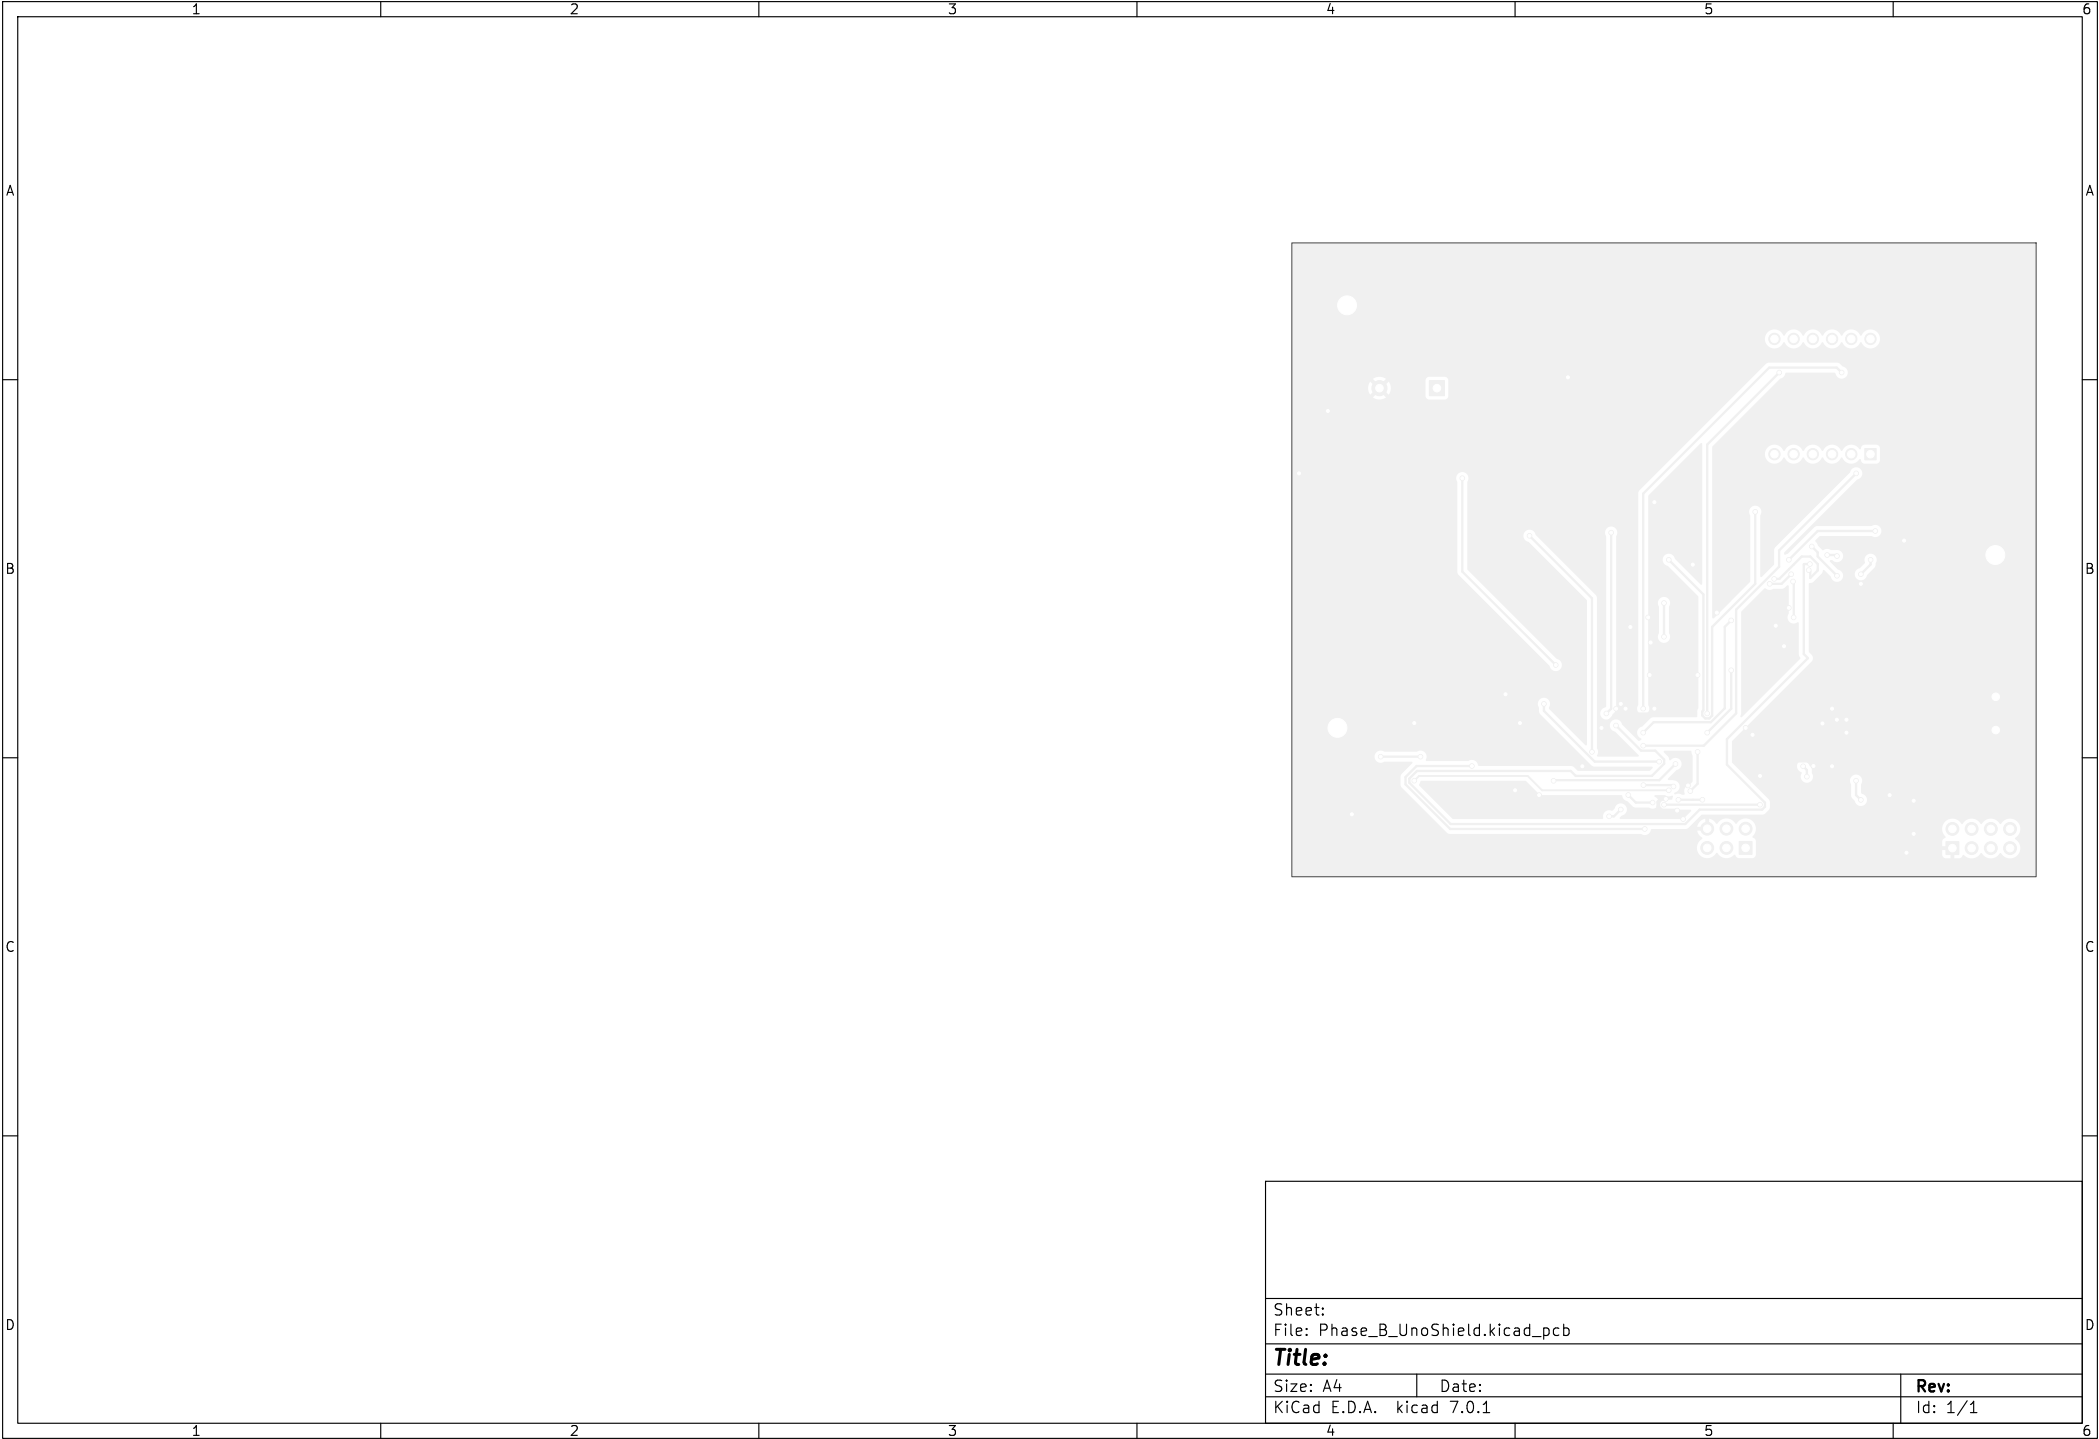 1 2 3 4 5 6
A A
B B
C C
Sheet:
File: Phase_B_UnoShield.kicad_pcb
D D
Title:
Size: A4 Date: Rev:
KiCad E.D.A. kicad 7.0.1 Id: 1/1
1 2 3 4 5 6